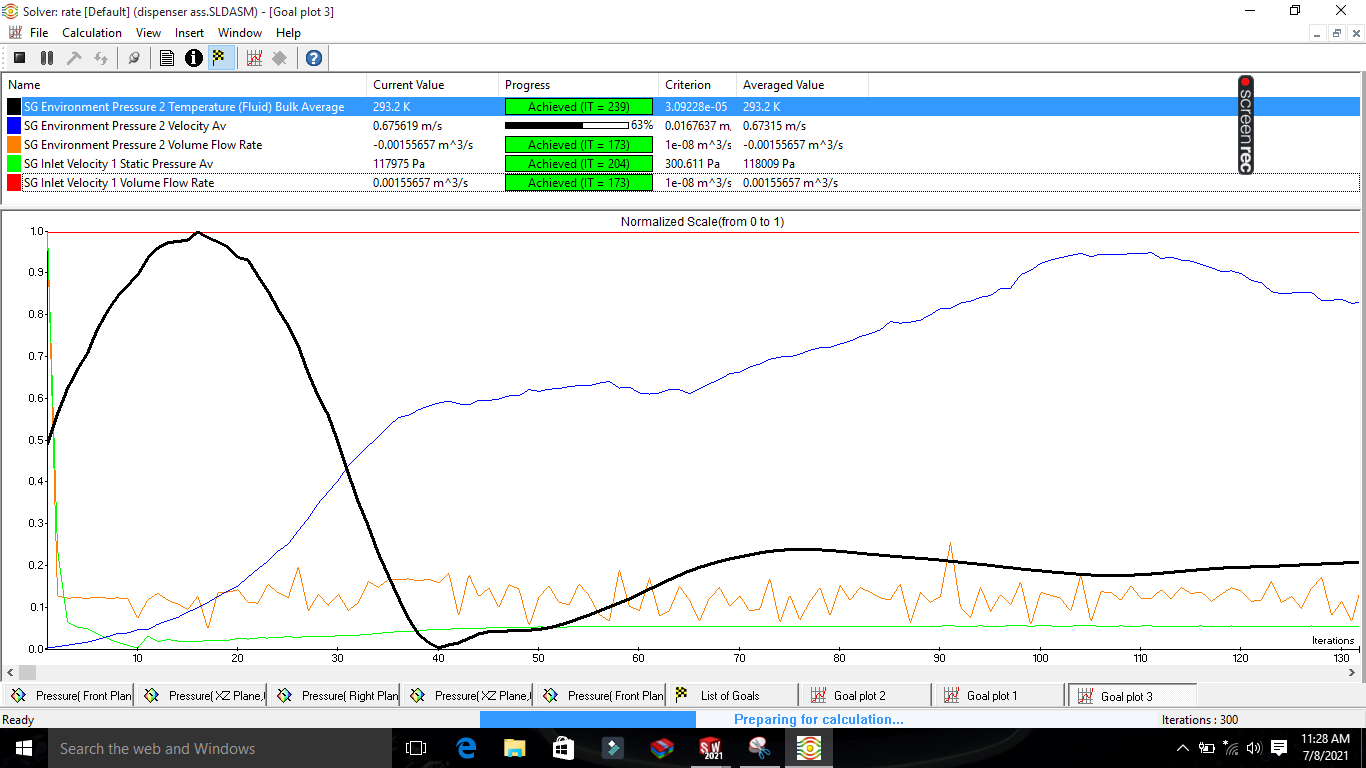 Solver: rate [Default] (dispenser ass.SLDASM) - [Goal plot 3]
File Calculation View Insert Window Help
Name Current Value Progress Criterion Averaged Value
SG Environment Pressure 2 Temperature (Fluid) Bulk Average 293.2 K Achieved (IT = 239) 3.09228e-05 293.2 K
SG Environment Pressure 2 Velocity Av 0.675619 m/s 63% 0.0167637 m, 0.67315 m/s
SG Environment Pressure 2 Volume Flow Rate -0.00155657 m^3/s Achieved (IT = 173) 1e-08 m^3/s -0.00155657 m^3/s
SG Inlet Velocity 1 Static Pressure Av 117975 Pa Achieved (IT = 204) 300.611 Pa 118009 Pa
SG Inlet Velocity 1 Volume Flow Rate 0.00155657 m^3/s Achieved (IT = 173) 1e-08 m^3/s 0.00155657 m^3/s
screenrec
Normalized Scale(from 0 to 1)
1.0
0.9
0.8
0.7
0.6
0.5
0.4
0.3
0.2
0.1
0.0
Iterations
10 20 30 40 50 60 70 80 90 100 110 120 130
Pressure( Front Plan Pressure( XZ Plane,( Pressure( Right Plan Pressure( XZ Plane,( Pressure( Front Plan List of Goals Goal plot 2 Goal plot 1 Goal plot 3
Ready Preparing for calculation... Iterations : 300
Search the web and Windows
SW
2021
11:28 AM
7/8/2021